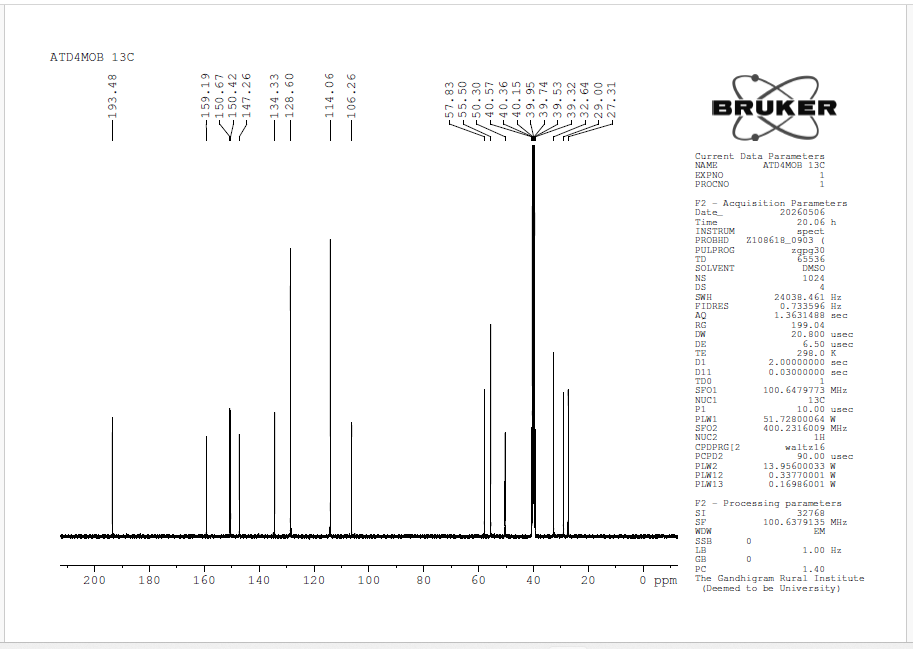 ATD4MOB 13C
193.48
159.19
150.67
150.42
147.26
134.33
128.60
114.06
106.26
57.83
55.50
50.30
40.57
40.36
40.15
39.95
39.74
39.53
39.32
32.64
29.00
27.31
BRUKER
Current Data Parameters
NAME ATD4MOB 13C
EXPNO 1
PROCNO 1
F2 - Acquisition Parameters
Date_ 20260506
Time 20.06 h
INSTRUM spect
PROBHD Z108618_0903 (
PULPROG zgpg30
TD 65536
SOLVENT DMSO
NS 1024
DS 4
SWH 24038.461 Hz
FIDRES 0.733596 Hz
AQ 1.3631488 sec
RG 199.04
DW 20.800 usec
DE 6.50 usec
TE 298.0 K
D1 2.00000000 sec
D11 0.03000000 sec
TD0 1
SFO1 100.6479773 MHz
NUC1 13C
P1 10.00 usec
PLW1 51.72800064 W
SFO2 400.2316009 MHz
NUC2 1H
CPDPRG[2 waltz16
PCPD2 90.00 usec
PLW2 13.95600033 W
PLW12 0.33770001 W
PLW13 0.16986001 W
F2 - Processing parameters
SI 32768
SF 100.6379135 MHz
WDW EM
SSB 0
LB 1.00 Hz
GB 0
PC 1.40
The Gandhigram Rural Institute
(Deemed to be University)
200 180 160 140 120 100 80 60 40 20 0 ppm